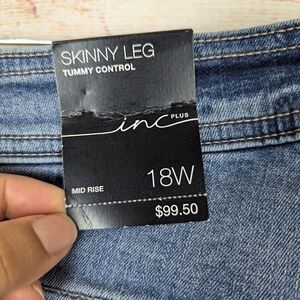 SKINNY LEG
TUMMY CONTROL
inc PLUS
MID RISE 18W
$99.50